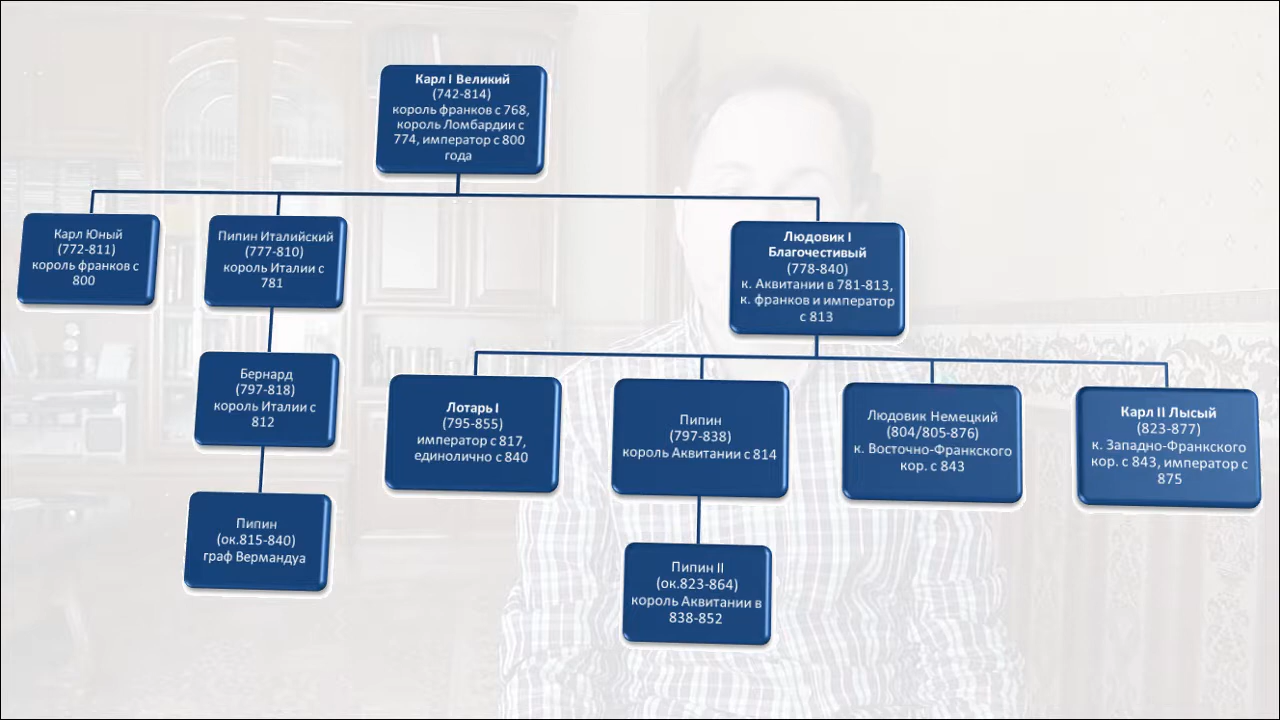 Карл I Великий
(742-814)
король франков с 768,
король Ломбардии с
774, император с 800
года
Карл Юный
(772-811)
король франков с
800
Пипин Италийский
(777-810)
король Италии с
781
Людовик I
Благочестивый
(778-840)
к. Аквитании в 781-813,
к. франков и император
с 813
Бернард
(797-818)
король Италии с
812
Лотарь I
(795-855)
император с 817,
единолично с 840
Пипин
(797-838)
король Аквитании с 814
Людовик Немецкий
(804/805-876)
к. Восточно-Франкского
кор. с 843
Карл II Лысый
(823-877)
к. Западно-Франкского
кор. с 843, император с
875
Пипин
(ок.815-840)
граф Вермандуа
Пипин II
(ок.823-864)
король Аквитании в
838-852